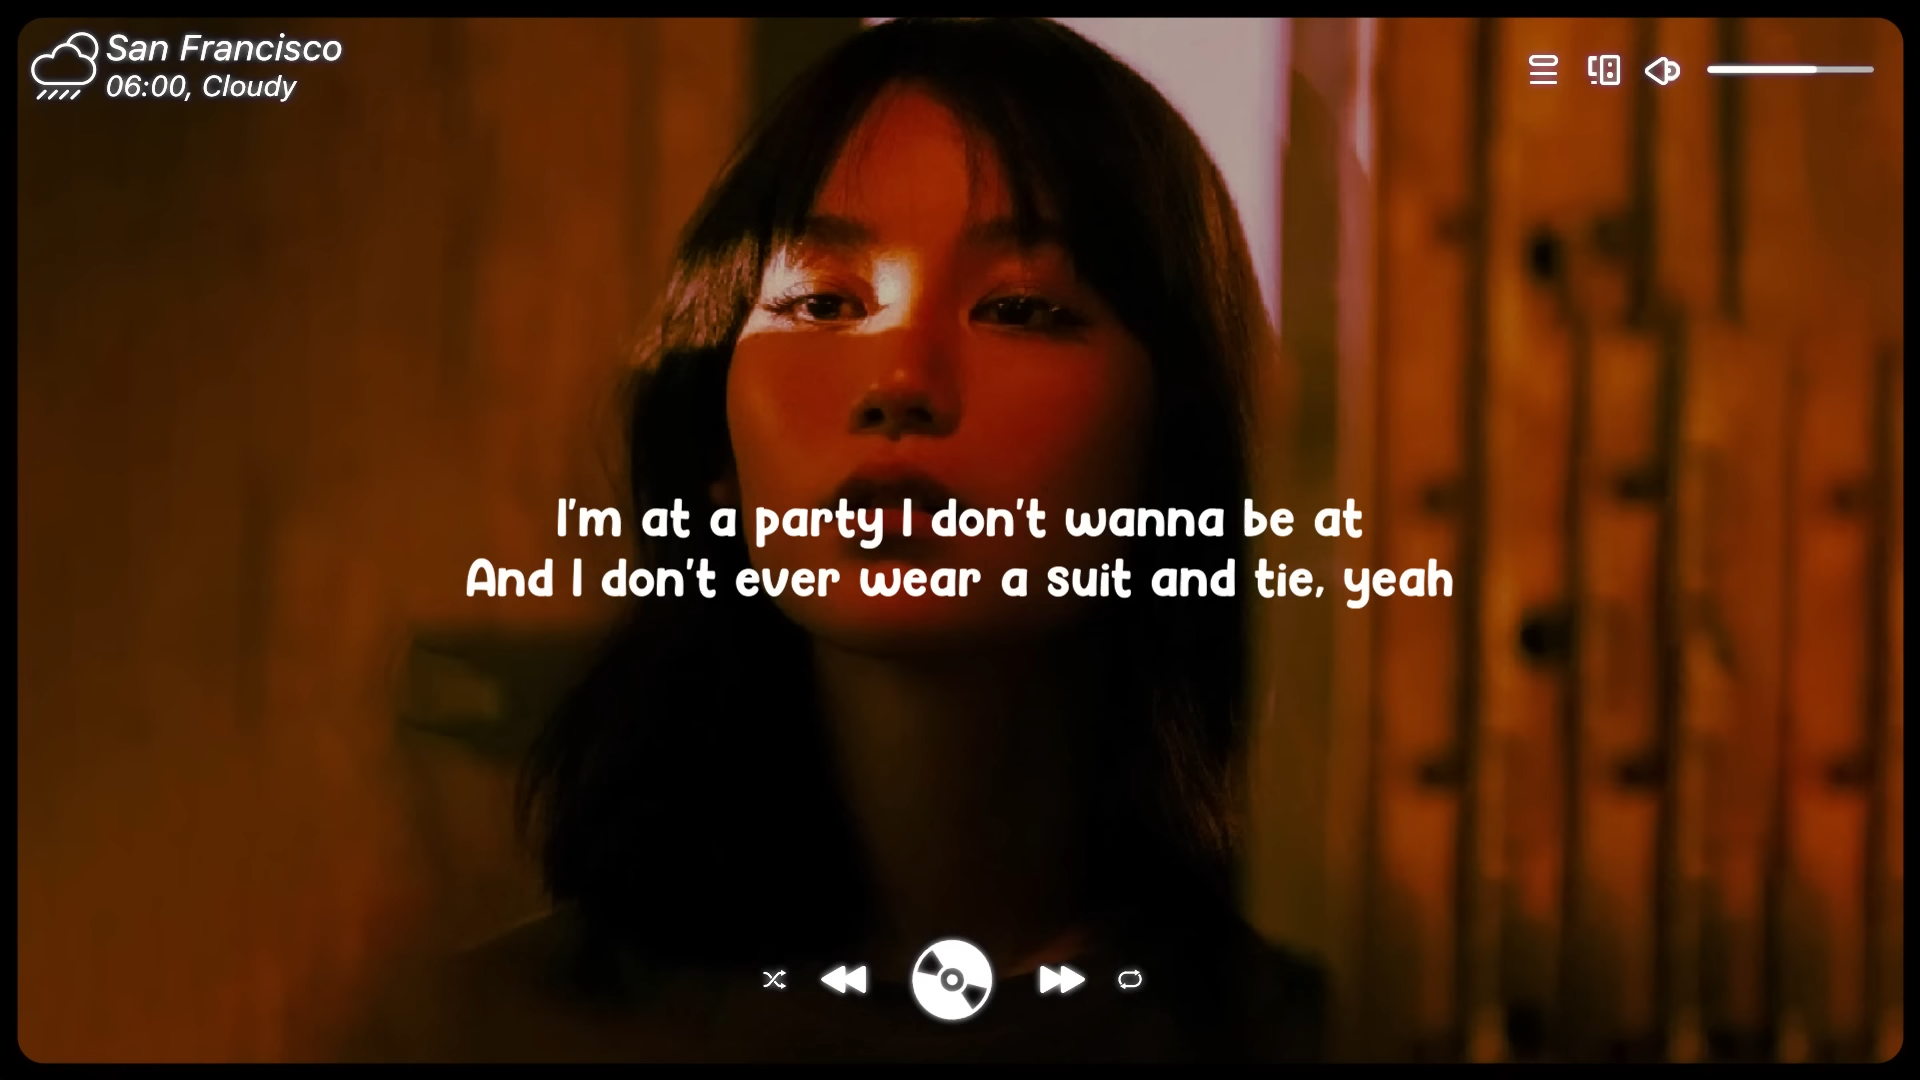 San Francisco
06:00, Cloudy
I'm at a party I don't wanna be at
And I don't ever wear a suit and tie, yeah